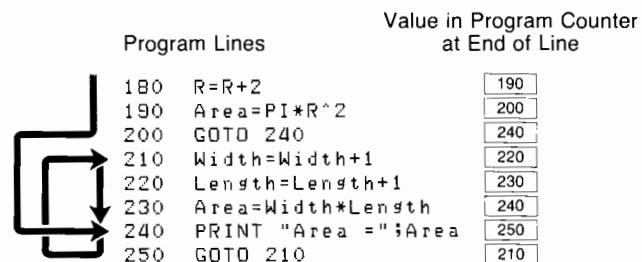 Program Lines Value in Program Counter at End of Line
180 R=R+2 190
190 Area=PI*R^2 200
200 GOTO 240 240
210 Width=Width+1 220
220 Length=Length+1 230
230 Area=Width*Length 240
240 PRINT "Area =";Area 250
250 GOTO 210 210